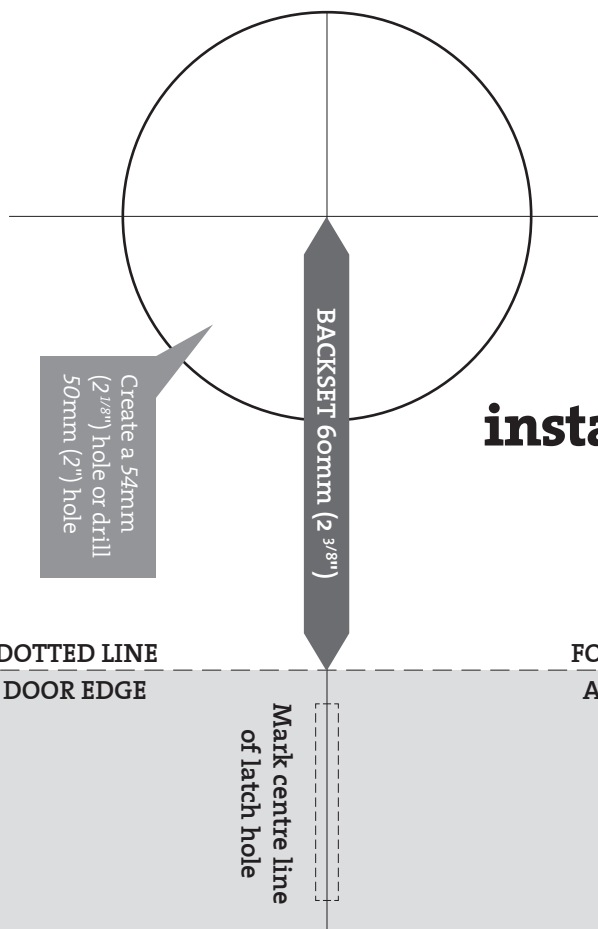 BACKSET 60mm (2 3/8")
Create a 54mm
(2 1/8") hole or drill
50mm (2") hole
insta
DOTTED LINE
FO
DOOR EDGE
A
Mark centre line
of latch hole